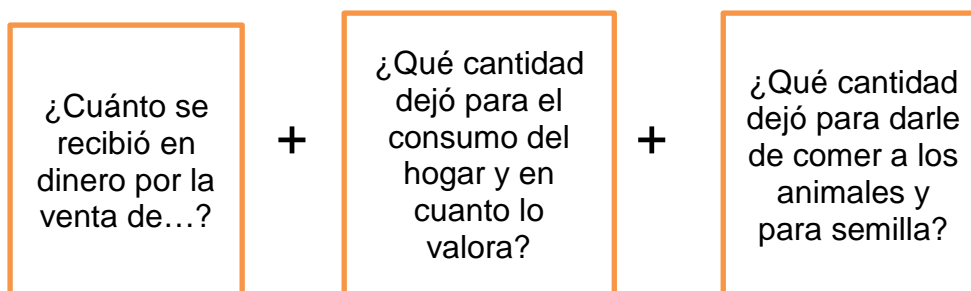 ¿Cuánto se
recibió en
dinero por la
venta de…?
+
¿Qué cantidad
dejó para el
consumo del
hogar y en
cuanto lo
valora?
+
¿Qué cantidad
dejó para darle
de comer a los
animales y
para semilla?